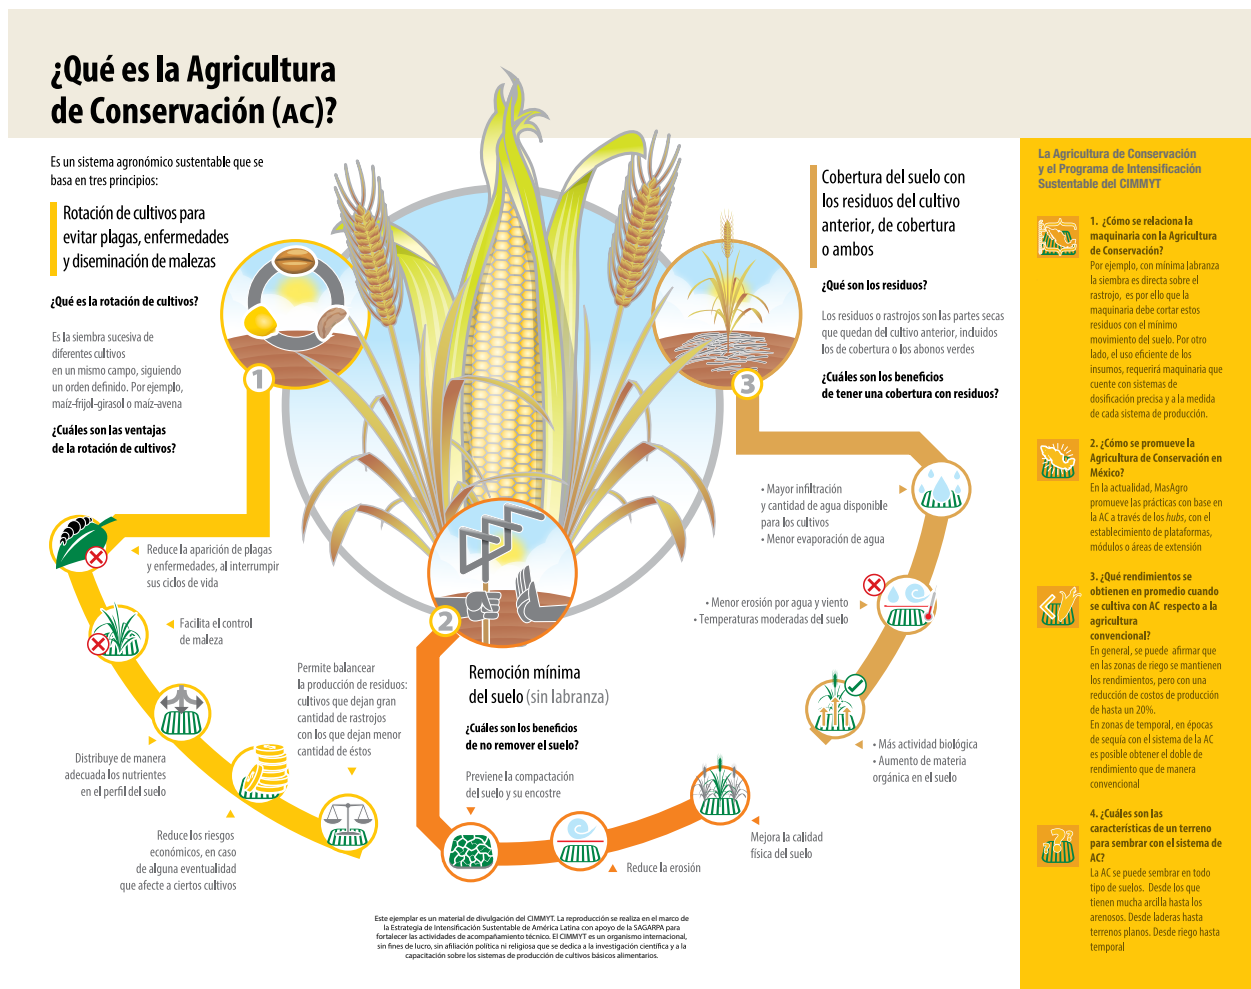 ¿Qué es la Agricultura
de Conservación (AC)?
Es un sistema agronómico sustentable que se
basa en tres principios:
Rotación de cultivos para
evitar plagas, enfermedades
y diseminación de malezas
¿Qué es la rotación de cultivos?
Es la siembra sucesiva de
diferentes cultivos
en un mismo campo, siguiendo
un orden definido. Por ejemplo,
maíz-frijol-girasol o maíz-avena
¿Cuáles son las ventajas
de la rotación de cultivos?
1
Reduce la aparición de plagas
y enfermedades, al interrumpir
sus ciclos de vida
Facilita el control
de maleza
Distribuye de manera
adecuada los nutrientes
en el perfil del suelo
Reduce los riesgos
económicos, en caso
de alguna eventualidad
que afecte a ciertos cultivos
Permite balancear
la producción de residuos:
cultivos que dejan gran
cantidad de rastrojos
con los que dejan menor
cantidad de éstos
2
Remoción mínima
del suelo (sin labranza)
¿Cuáles son los beneficios
de no remover el suelo?
Previene la compactación
del suelo y su encostre
Reduce la erosión
Mejora la calidad
física del suelo
Cobertura del suelo con
los residuos del cultivo
anterior, de cobertura
o ambos
¿Qué son los residuos?
Los residuos o rastrojos son las partes secas
que quedan del cultivo anterior, incluidos
los de cobertura o los abonos verdes
¿Cuáles son los beneficios
de tener una cobertura con residuos?
3
• Mayor infiltración
y cantidad de agua disponible
para los cultivos
• Menor evaporación de agua
• Menor erosión por agua y viento
• Temperaturas moderadas del suelo
• Más actividad biológica
• Aumento de materia
orgánica en el suelo
La Agricultura de Conservación
y el Programa de Intensificación
Sustentable del CIMMYT
1. ¿Cómo se relaciona la
maquinaria con la Agricultura
de Conservación?
Por ejemplo, con mínima labranza
la siembra es directa sobre el
rastrojo, es por ello que la
maquinaria debe cortar estos
residuos con el mínimo
movimiento del suelo. Por otro
lado, el uso eficiente de los
insumos, requerirá maquinaria que
cuente con sistemas de
dosificación precisa y a la medida
de cada sistema de producción.
2. ¿Cómo se promueve la
Agricultura de Conservación en
México?
En la actualidad, MasAgro
promueve las prácticas con base en
la AC a través de los hubs, con el
establecimiento de plataformas,
módulos o áreas de extensión
3. ¿Qué rendimientos se
obtienen en promedio cuando
se cultiva con AC respecto a la
agricultura
convencional?
En general, se puede afirmar que
en las zonas de riego se mantienen
los rendimientos, pero con una
reducción de costos de producción
de hasta un 20%.
En zonas de temporal, en épocas
de sequía con el sistema de la AC
es posible obtener el doble de
rendimiento que de manera
convencional
4. ¿Cuáles son las
características de un terreno
para sembrar con el sistema de
AC?
La AC se puede sembrar en todo
tipo de suelos. Desde los que
tienen mucha arcilla hasta los
arenosos. Desde laderas hasta
terrenos planos. Desde riego hasta
temporal
Este ejemplar es un material de divulgación del CIMMYT. La reproducción se realiza en el marco de
la Estrategia de Intensificación Sustentable de América Latina con apoyo de la SAGARPA para
fortalecer las actividades de acompañamiento técnico. El CIMMYT es un organismo internacional,
sin fines de lucro, sin afiliación política ni religiosa que se dedica a la investigación científica y a la
capacitación sobre los sistemas de producción de cultivos básicos alimentarios.